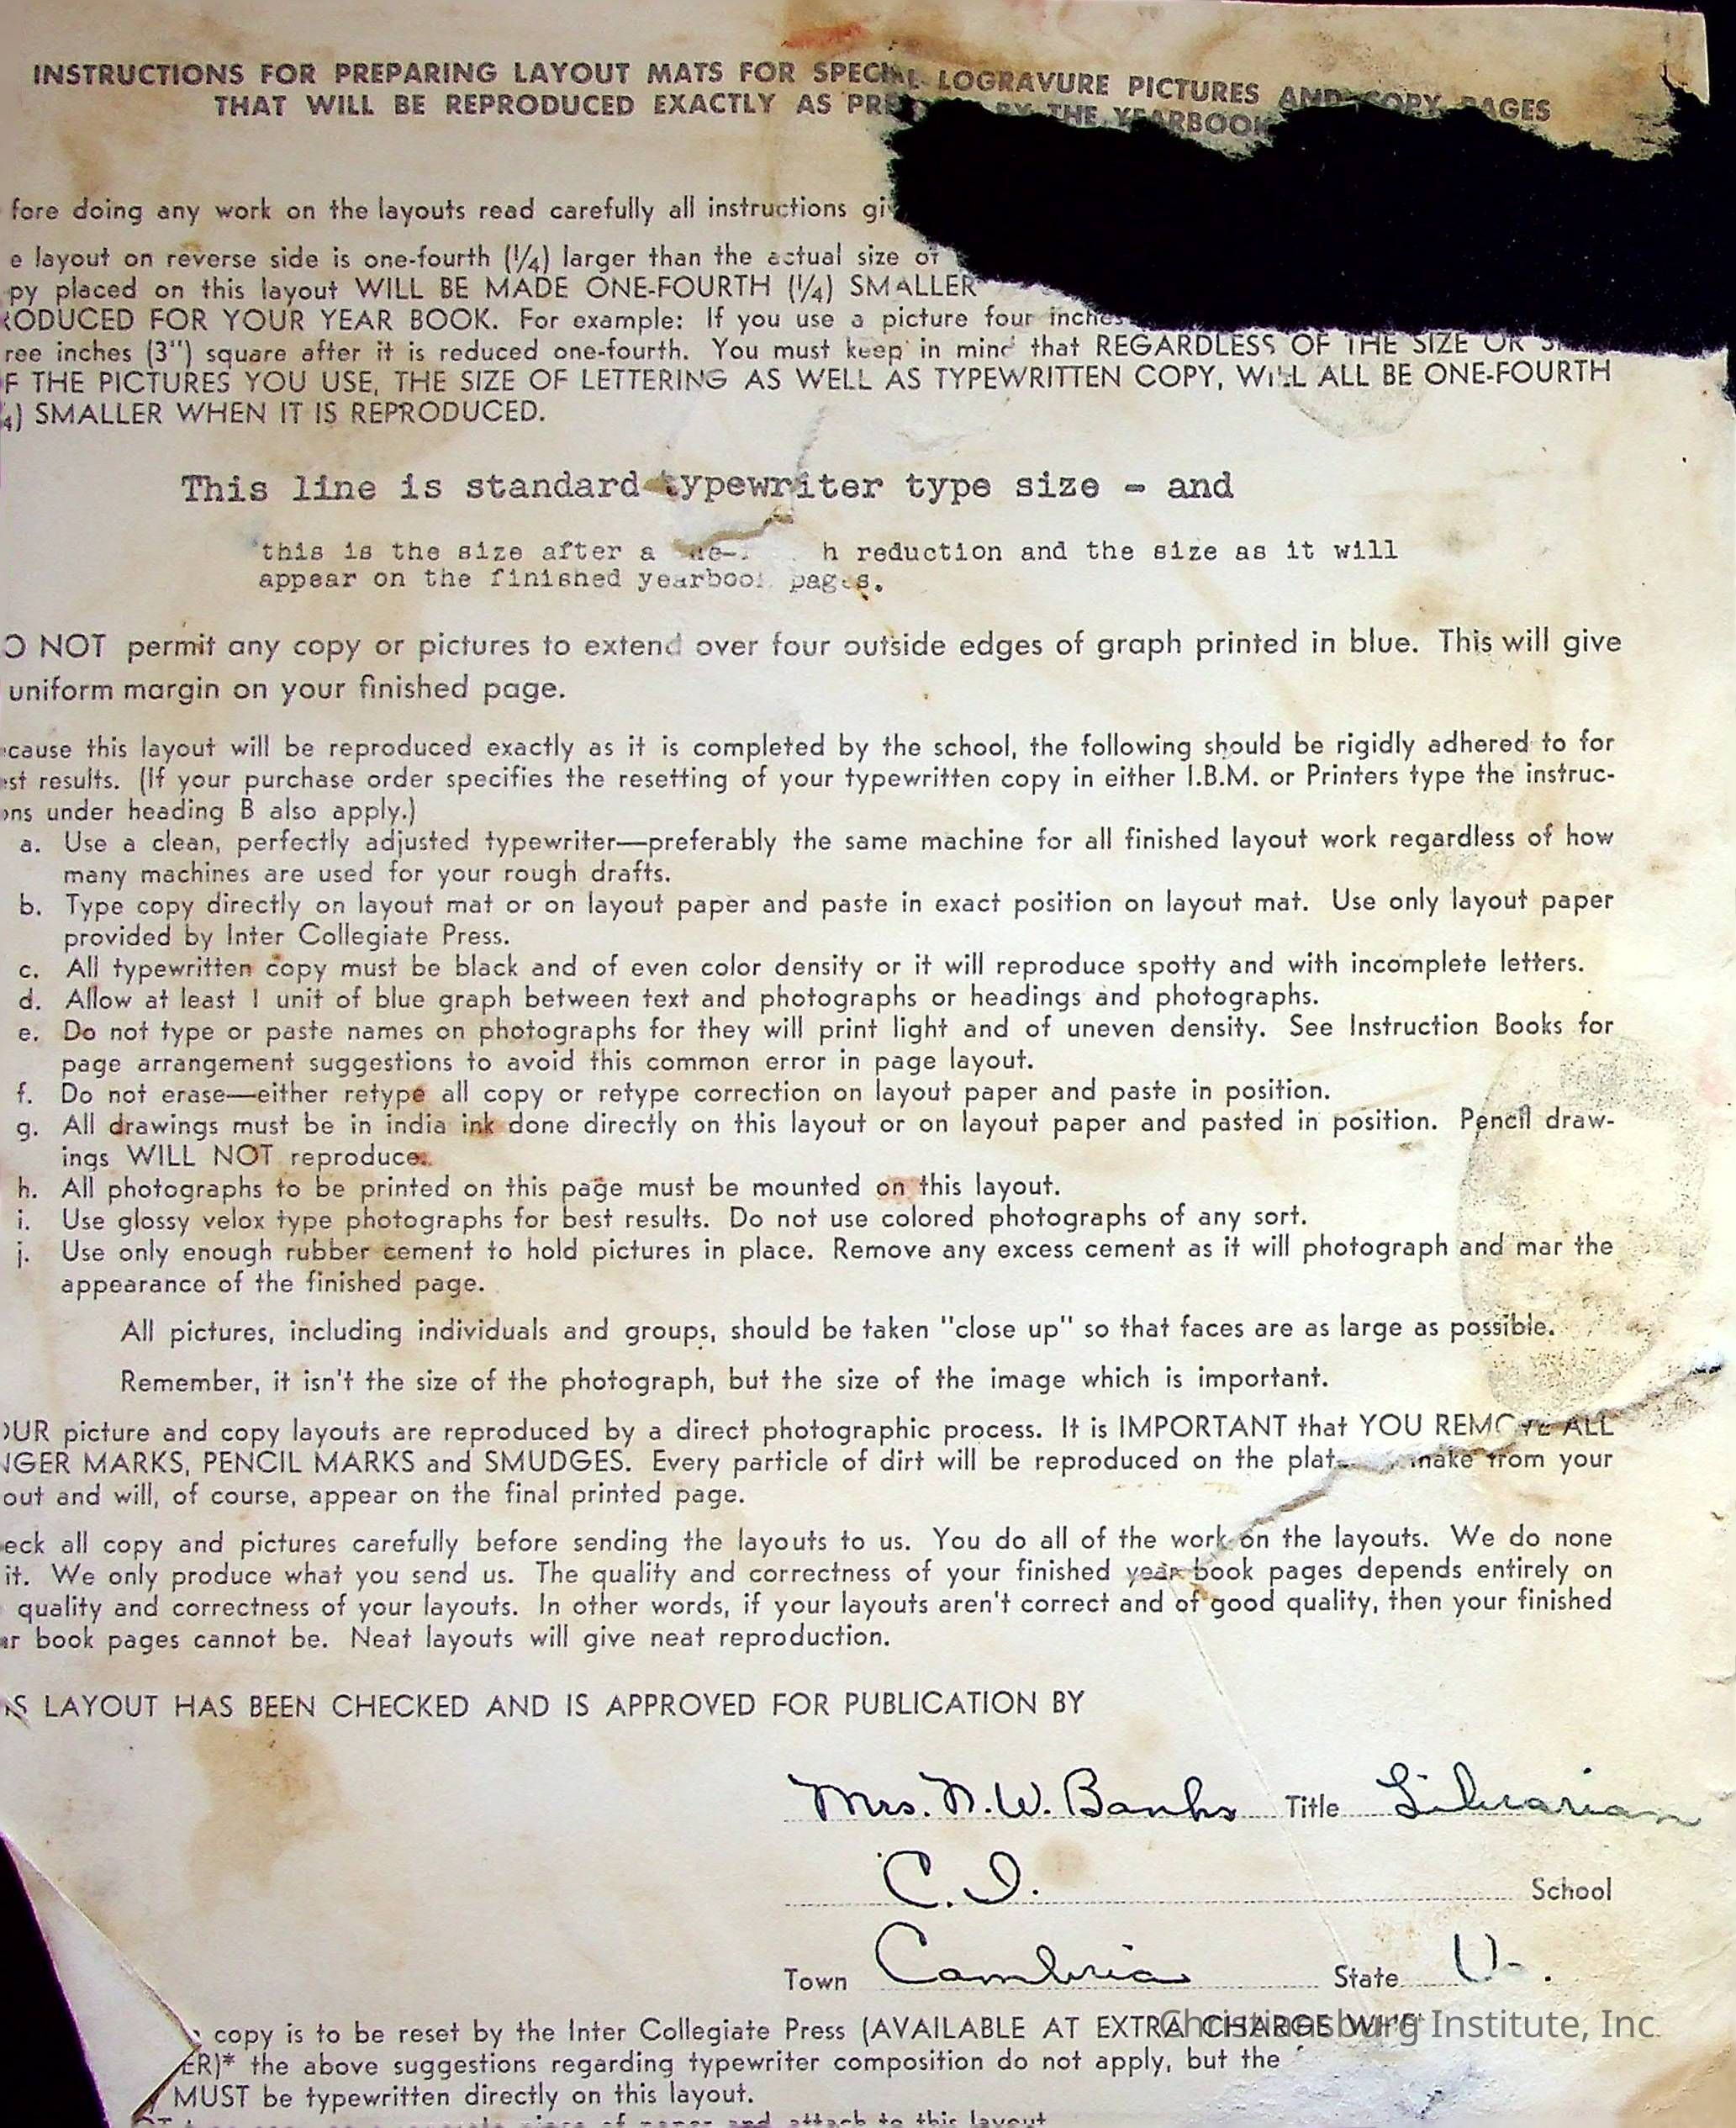 INSTRUCTIONS FOR PREPARING LAYOUT MATS FOR SPECIAL LOGRAVURE PICTURES AND COPY PAGES
THAT WILL BE REPRODUCED EXACTLY AS PRE BY THE YEARBOOK
fore doing any work on the layouts read carefully all instructions gi
e layout on reverse side is one-fourth (1/4) larger than the actual size of
py placed on this layout WILL BE MADE ONE-FOURTH (1/4) SMALLER
RODUCED FOR YOUR YEAR BOOK. For example: If you use a picture four inches
ree inches (3") square after it is reduced one-fourth. You must keep in mind that REGARDLESS OF THE SIZE OR
F THE PICTURES YOU USE, THE SIZE OF LETTERING AS WELL AS TYPEWRITTEN COPY, WILL ALL BE ONE-FOURTH
4) SMALLER WHEN IT IS REPRODUCED.
This line is standard typewriter type size - and
this is the size after a h reduction and the size as it will
appear on the finished yearbook pages.
O NOT permit any copy or pictures to extend over four outside edges of graph printed in blue. This will give
uniform margin on your finished page.
cause this layout will be reproduced exactly as it is completed by the school, the following should be rigidly adhered to for
est results. (If your purchase order specifies the resetting of your typewritten copy in either I.B.M. or Printers type the instruc-
ons under heading B also apply.)
a. Use a clean, perfectly adjusted typewriter—preferably the same machine for all finished layout work regardless of how
many machines are used for your rough drafts.
b. Type copy directly on layout mat or on layout paper and paste in exact position on layout mat. Use only layout paper
provided by Inter Collegiate Press.
c. All typewritten copy must be black and of even color density or it will reproduce spotty and with incomplete letters.
d. Allow at least 1 unit of blue graph between text and photographs or headings and photographs.
e. Do not type or paste names on photographs for they will print light and of uneven density. See Instruction Books for
page arrangement suggestions to avoid this common error in page layout.
f. Do not erase—either retype all copy or retype correction on layout paper and paste in position.
g. All drawings must be in india ink done directly on this layout or on layout paper and pasted in position. Pencil draw-
ings WILL NOT reproduce.
h. All photographs to be printed on this page must be mounted on this layout.
i. Use glossy velox type photographs for best results. Do not use colored photographs of any sort.
j. Use only enough rubber cement to hold pictures in place. Remove any excess cement as it will photograph and mar the
appearance of the finished page.
All pictures, including individuals and groups, should be taken "close up" so that faces are as large as possible.
Remember, it isn't the size of the photograph, but the size of the image which is important.
OUR picture and copy layouts are reproduced by a direct photographic process. It is IMPORTANT that YOU REMOVE ALL
NGER MARKS, PENCIL MARKS and SMUDGES. Every particle of dirt will be reproduced on the plat make from your
out and will, of course, appear on the final printed page.
eck all copy and pictures carefully before sending the layouts to us. You do all of the work on the layouts. We do none
it. We only produce what you send us. The quality and correctness of your finished year book pages depends entirely on
quality and correctness of your layouts. In other words, if your layouts aren't correct and of good quality, then your finished
ar book pages cannot be. Neat layouts will give neat reproduction.
IS LAYOUT HAS BEEN CHECKED AND IS APPROVED FOR PUBLICATION BY
Mrs. N.W. Banks Title Librarian
C.I. School
Town Cambria State
Christiansburg Institute, Inc
copy is to be reset by the Inter Collegiate Press (AVAILABLE AT EXTRA CHARGE
ER)* the above suggestions regarding typewriter composition do not apply, but the
MUST be typewritten directly on this layout.
piece of paper and attach to this layout